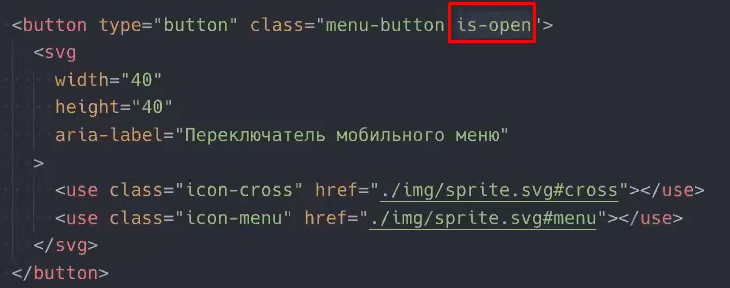 <button type="button" class="menu-button is-open">
<svg
width="40"
height="40"
aria-label="Переключатель мобильного меню"
>
<use class="icon-cross" href="./img/sprite.svg#cross"></use>
<use class="icon-menu" href="./img/sprite.svg#menu"></use>
</svg>
</button>